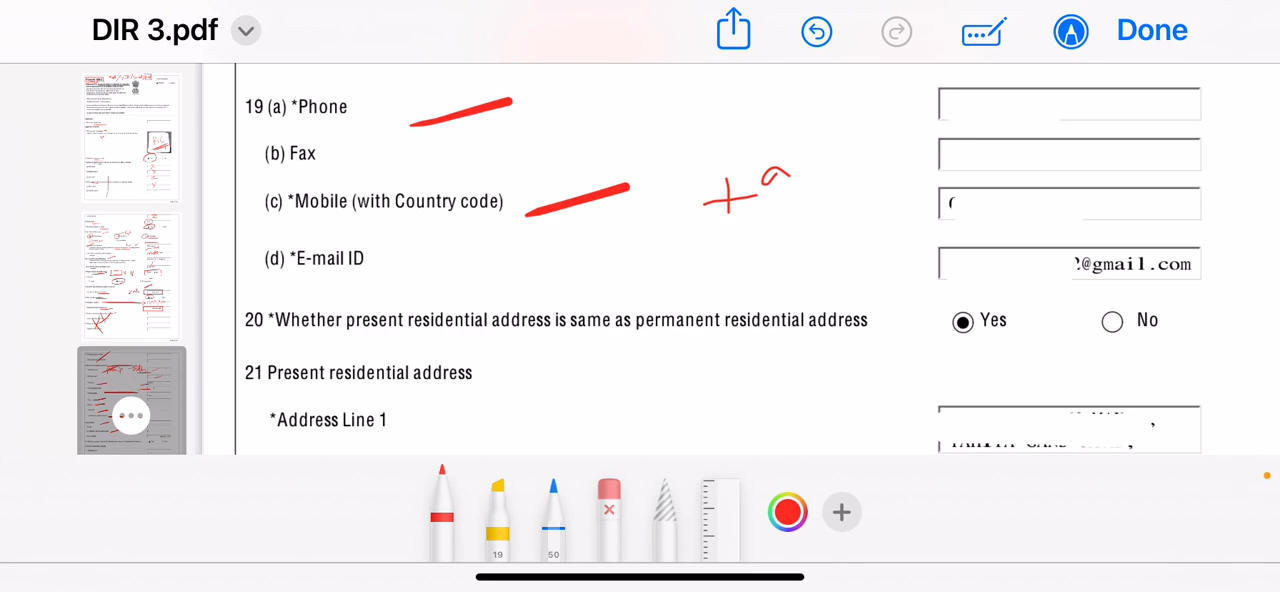 DIR 3.pdf
Done
19 (a) *Phone
(b) Fax
(c) *Mobile (with Country code)
(d) *E-mail ID
@gmail.com
20 *Whether present residential address is same as permanent residential address
Yes
No
21 Present residential address
*Address Line 1
19
50